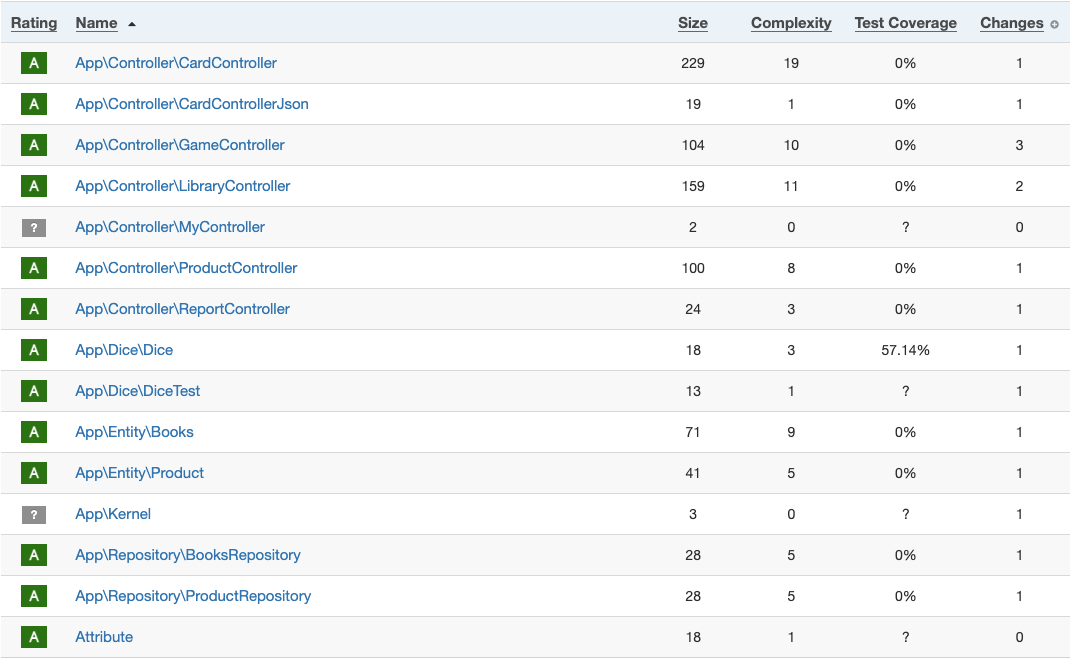 Rating Name Size Complexity Test Coverage Changes
A App\Controller\CardController 229 19 0% 1
A App\Controller\CardControllerJson 19 1 0% 1
A App\Controller\GameController 104 10 0% 3
A App\Controller\LibraryController 159 11 0% 2
? App\Controller\MyController 2 0 ? 0
A App\Controller\ProductController 100 8 0% 1
A App\Controller\ReportController 24 3 0% 1
A App\Dice\Dice 18 3 57.14% 1
A App\Dice\DiceTest 13 1 ? 1
A App\Entity\Books 71 9 0% 1
A App\Entity\Product 41 5 0% 1
? App\Kernel 3 0 ? 1
A App\Repository\BooksRepository 28 5 0% 1
A App\Repository\ProductRepository 28 5 0% 1
A Attribute 18 1 ? 0